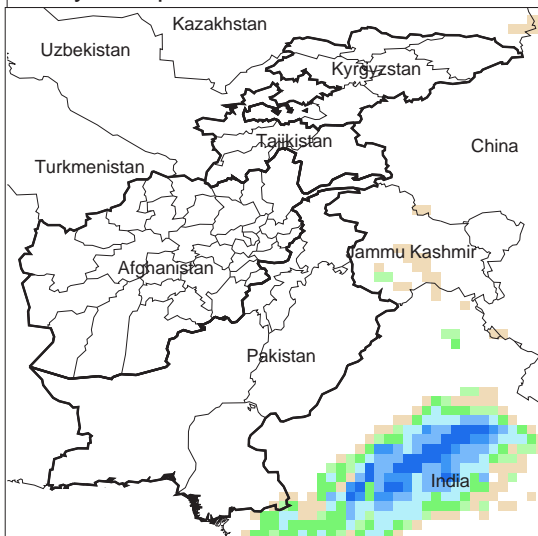 Kazakhstan
Uzbekistan
Kyrgyzstan
Tajikistan
China
Turkmenistan
Jammu Kashmir
Afghanistan
Pakistan
India